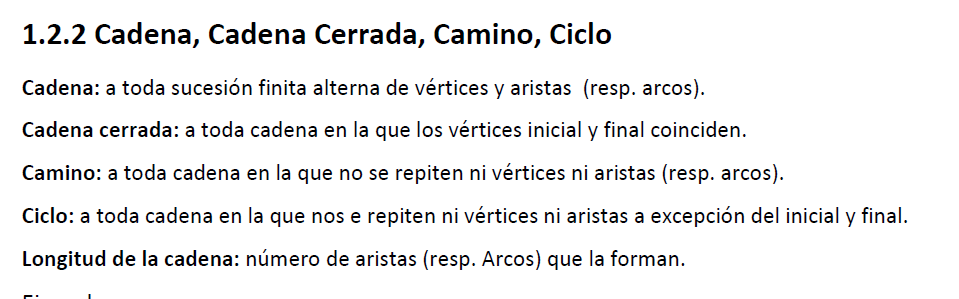 1.2.2 Cadena, Cadena Cerrada, Camino, Ciclo
Cadena: a toda sucesión finita alterna de vértices y aristas  (resp. arcos).
Cadena cerrada: a toda cadena en la que los vértices inicial y final coinciden.
Camino: a toda cadena en la que no se repiten ni vértices ni aristas (resp. arcos).
Ciclo: a toda cadena en la que nos e repiten ni vértices ni aristas a excepción del inicial y final.
Longitud de la cadena: número de aristas (resp. Arcos) que la forman.